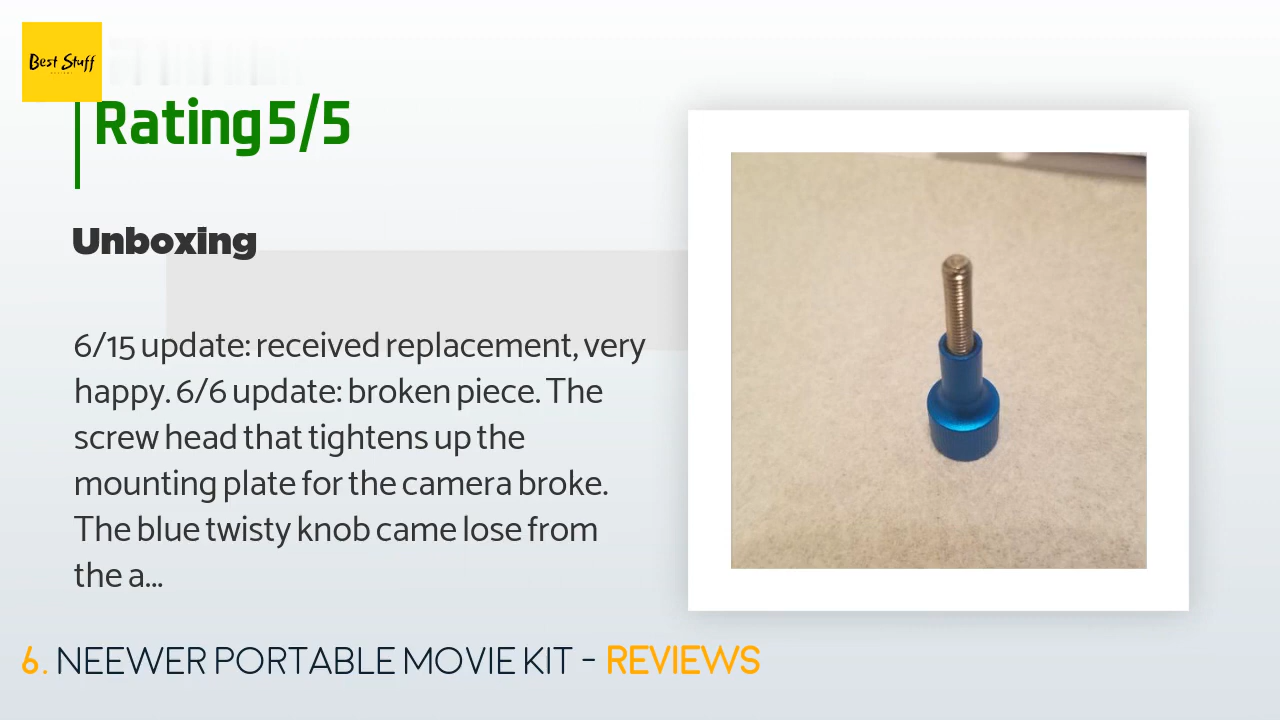 Best Stuff
Rating 5/5
Unboxing
6/15 update: received replacement, very
happy. 6/6 update: broken piece. The
screw head that tightens up the
mounting plate for the camera broke.
The blue twisty knob came lose from
the a...
6. NEEWER PORTABLE MOVIE KIT - REVIEWS